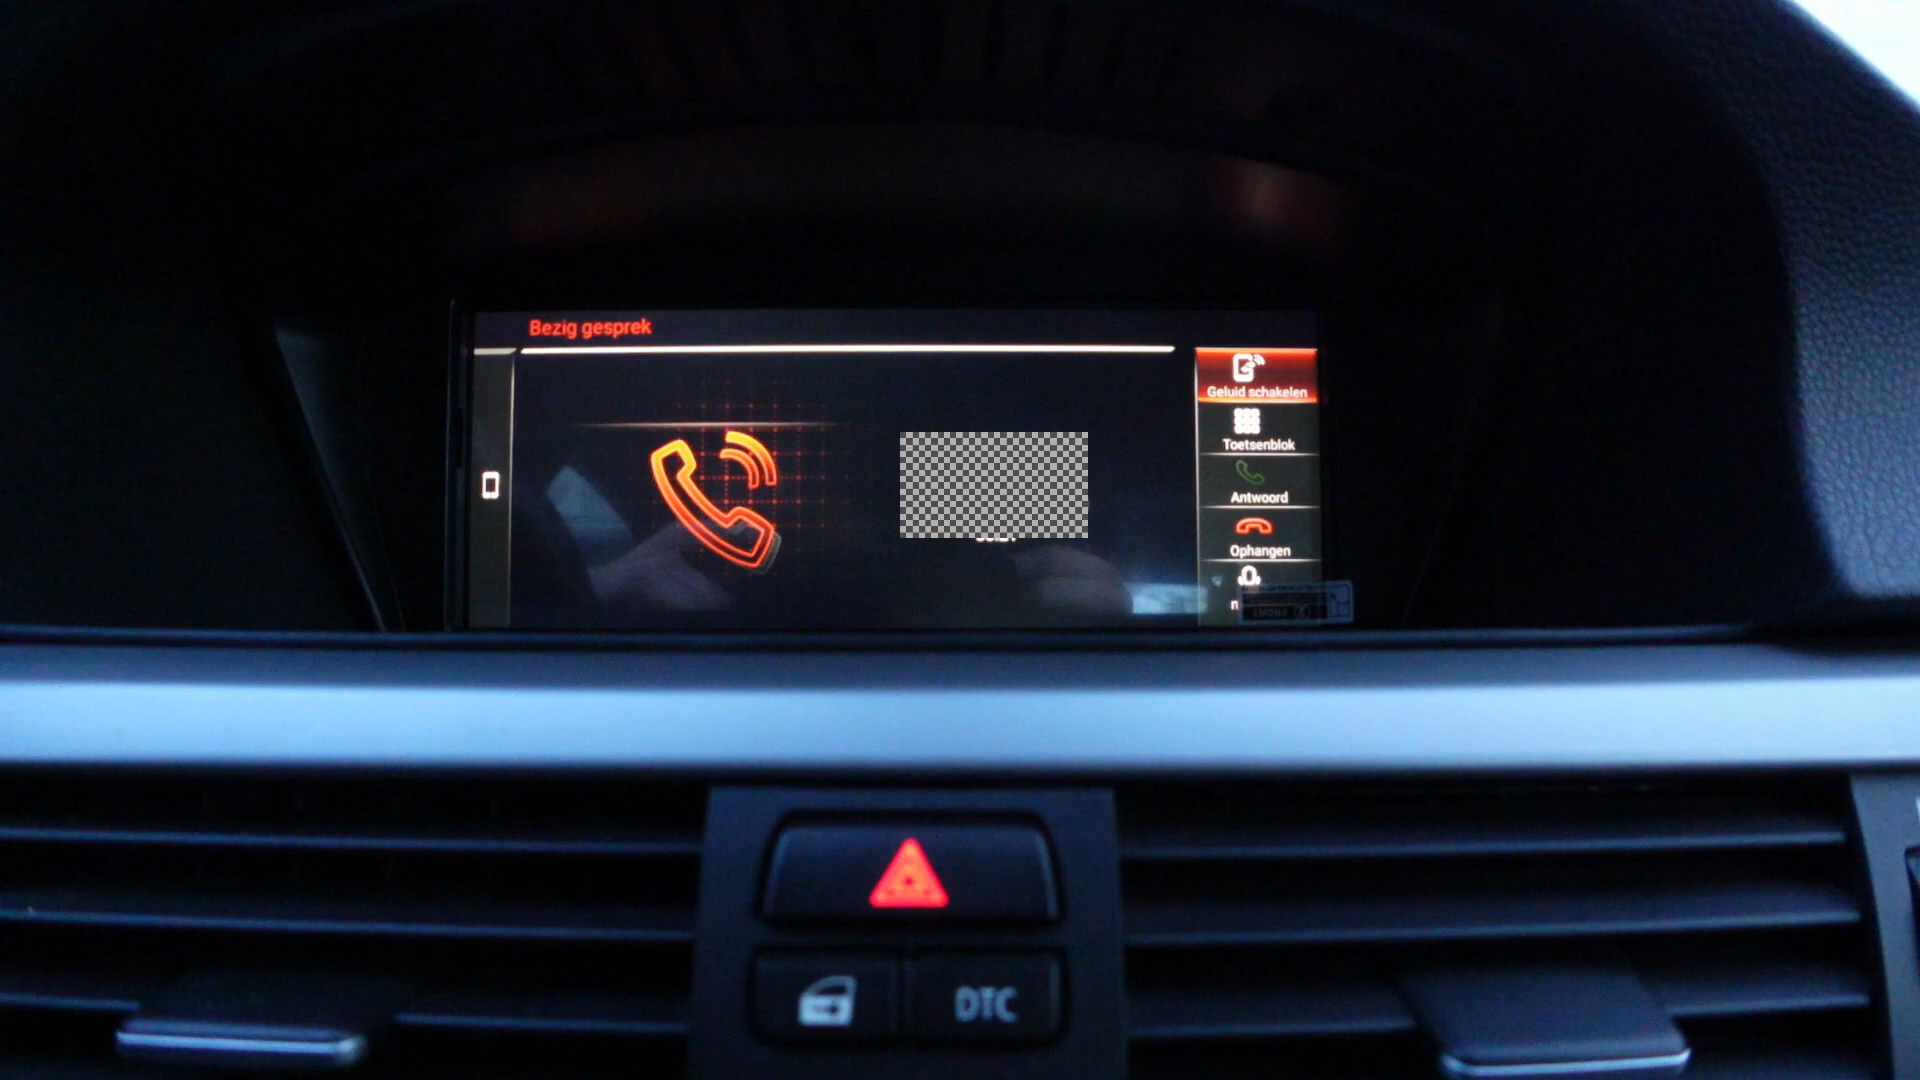 Bezig gesprek
Geluid schakelen
Toetsenblok
Antwoord
Ophangen
DTC